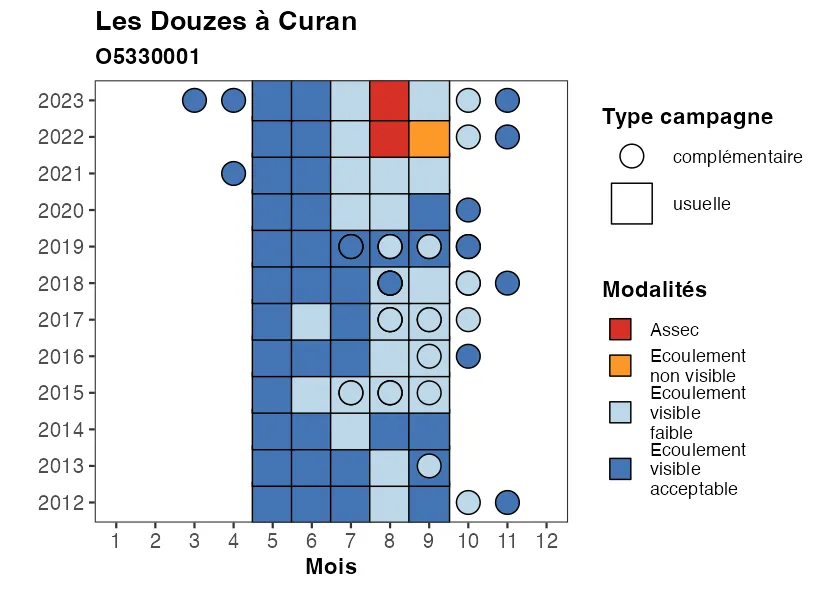 Les Douzes à Curan
O5330001
2023
2022
2021
2020
2019
2018
2017
2016
2015
2014
2013
2012
1 2 3 4 5 6 7 8 9 10 11 12
Mois
Type campagne
complémentaire
usuelle
Modalités
Assec
Ecoulement
non visible
Ecoulement
visible
faible
Ecoulement
visible
acceptable